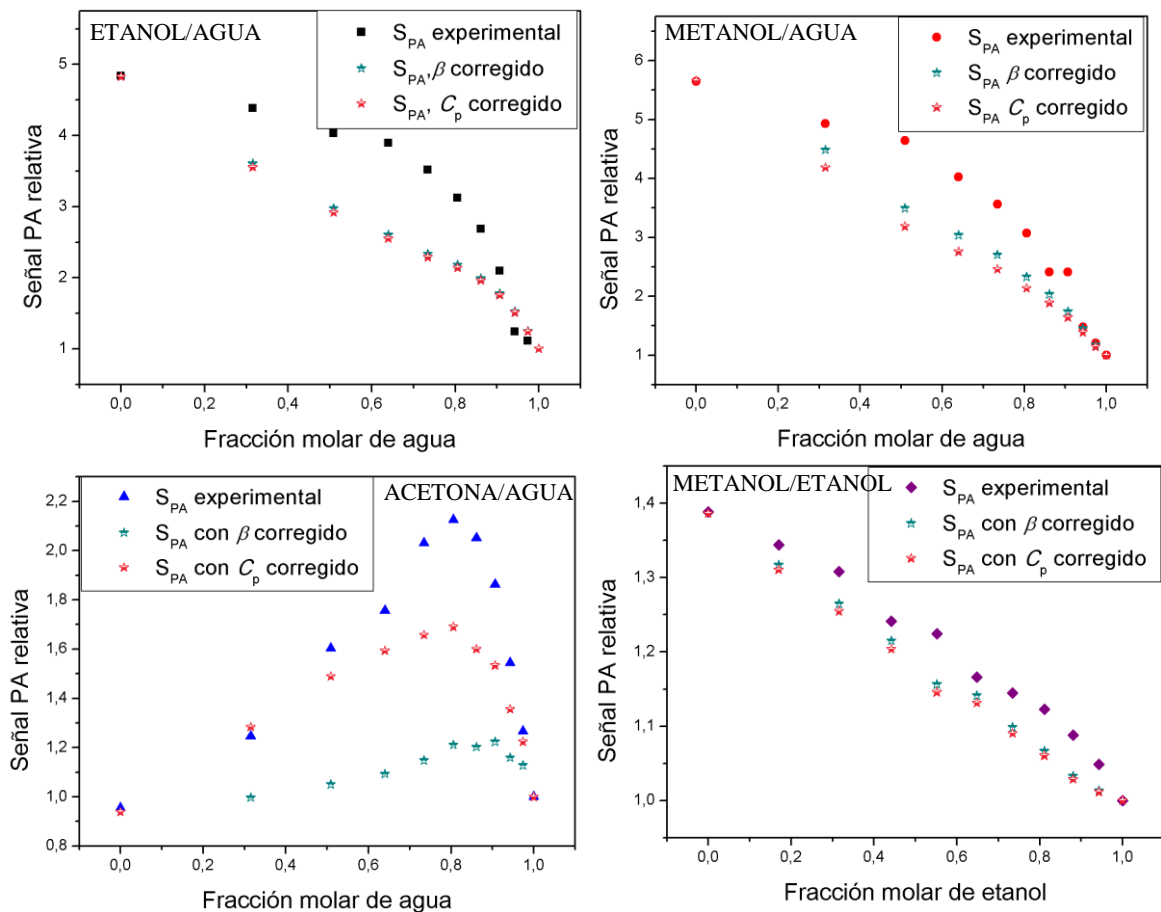 ETANOL/AGUA
S_PA experimental
S_PA, β corregido
S_PA, C_p corregido
Señal PA relativa
5
4
3
2
1
0,0 0,2 0,4 0,6 0,8 1,0
Fracción molar de agua
METANOL/AGUA
S_PA experimental
S_PA β corregido
S_PA C_p corregido
Señal PA relativa
6
5
4
3
2
1
0,0 0,2 0,4 0,6 0,8 1,0
Fracción molar de agua
ACETONA/AGUA
S_PA experimental
S_PA con β corregido
S_PA con C_p corregido
Señal PA relativa
2,2
2,0
1,8
1,6
1,4
1,2
1,0
0,8
0,0 0,2 0,4 0,6 0,8 1,0
Fracción molar de agua
METANOL/ETANOL
S_PA experimental
S_PA con β corregido
S_PA con C_p corregido
Señal PA relativa
1,4
1,3
1,2
1,1
1,0
0,0 0,2 0,4 0,6 0,8 1,0
Fracción molar de etanol